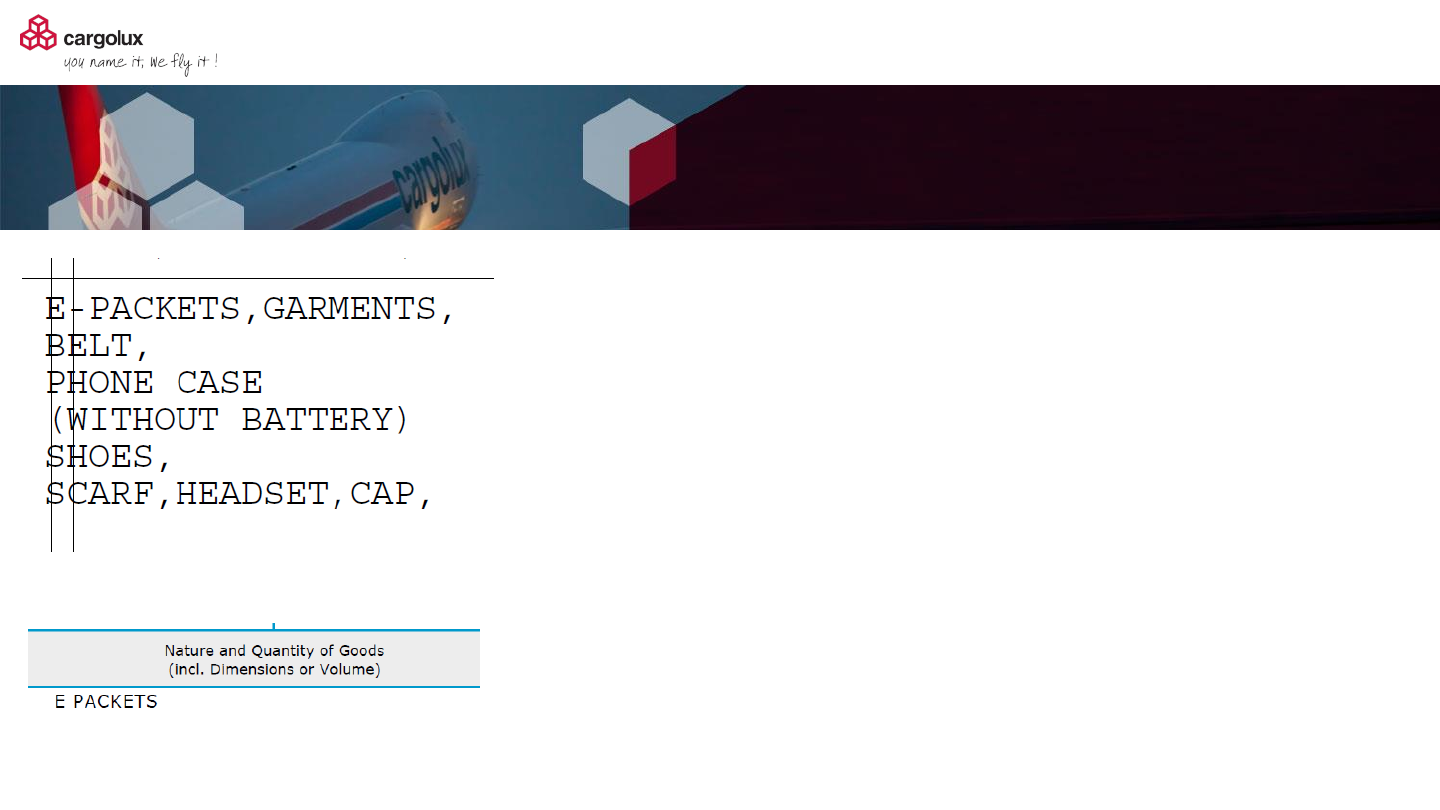 cargolux
you name it, we fly it !
cargolux
E-PACKETS,GARMENTS,
BELT,
PHONE CASE
(WITHOUT BATTERY)
SHOES,
SCARF,HEADSET,CAP,
Nature and Quantity of Goods
(incl. Dimensions or Volume)
E PACKETS